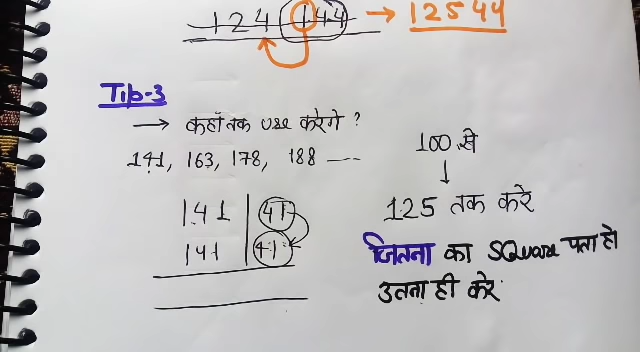 124 144 → 12544
Tip-3
→ कहाँ तक use करेगे ?
141, 163, 178, 188 ----
141 | 41
141 | 41
100 से
↓
125 तक करे
जितना का SQuare पता हो
उतना ही करे